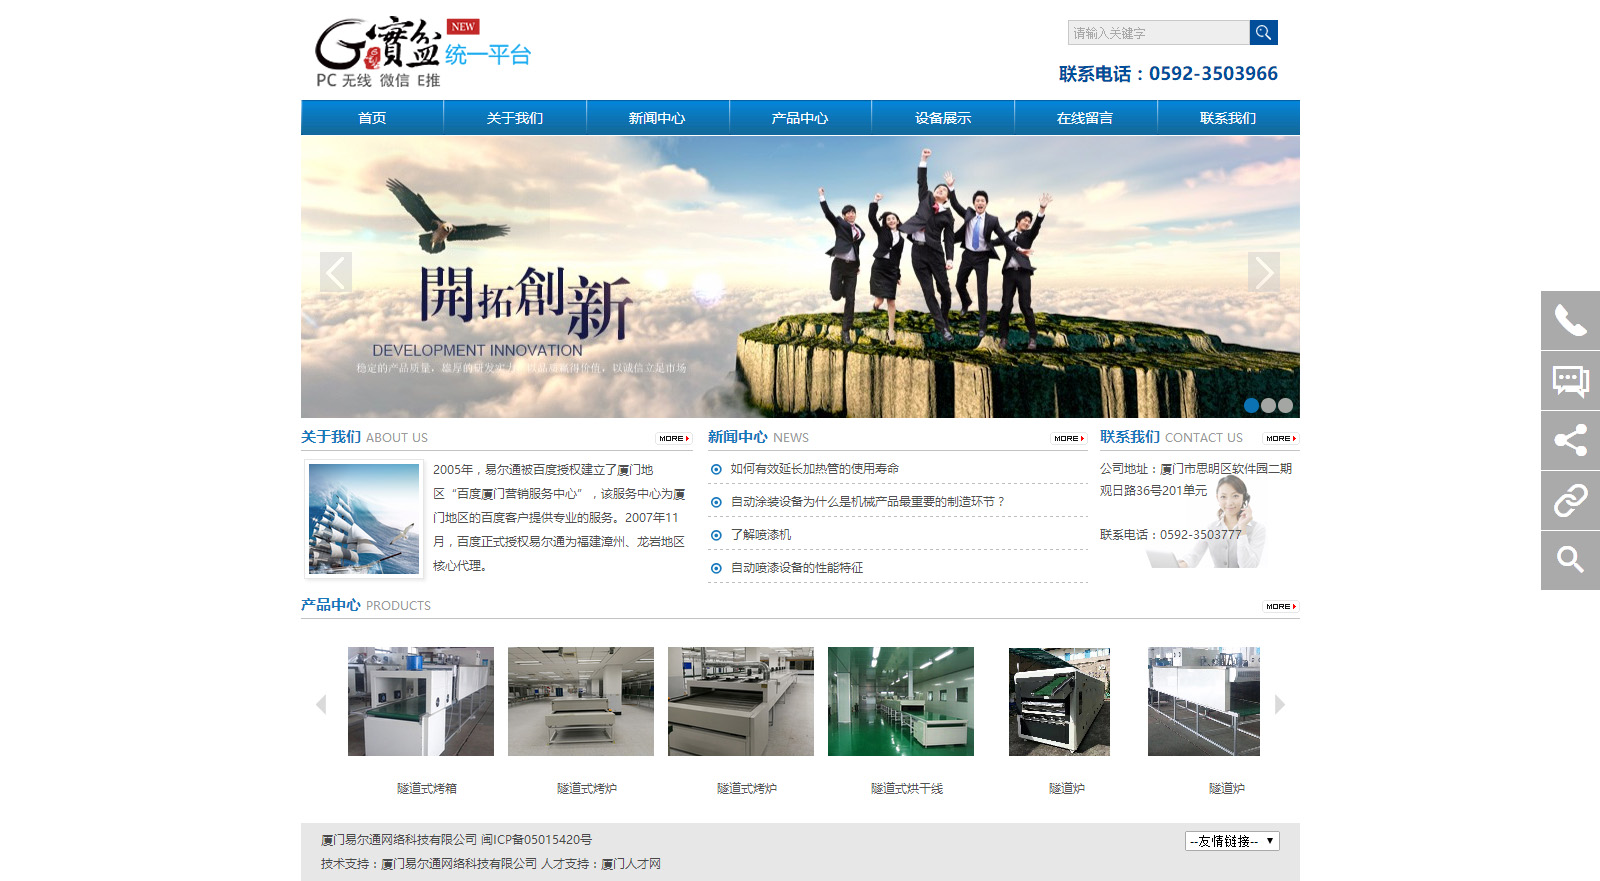 G寶盆 NEW
统一平台
PC 无线 微信 E推
请输入关键字
联系电话：0592-3503966
首页 关于我们 新闻中心 产品中心 设备展示 在线留言 联系我们
開拓創新
DEVELOPMENT INNOVATION
稳定的产品质量，雄厚的研发实力 以品质赢得价值，以诚信立足市场
关于我们 ABOUT US MORE
2005年，易尔通被百度授权建立了厦门地
区“百度厦门营销服务中心”，该服务中心为厦
门地区的百度客户提供专业的服务。2007年11
月，百度正式授权易尔通为福建漳州、龙岩地区
核心代理。
新闻中心 NEWS MORE
如何有效延长加热管的使用寿命
自动涂装设备为什么是机械产品最重要的制造环节？
了解喷漆机
自动喷漆设备的性能特征
联系我们 CONTACT US MORE
公司地址：厦门市思明区软件园二期
观日路36号201单元
联系电话：0592-3503777
产品中心 PRODUCTS MORE
隧道式烤箱 隧道式烤炉 隧道式烤炉 隧道式烘干线 隧道炉 隧道炉
厦门易尔通网络科技有限公司 闽ICP备05015420号
--友情链接--
技术支持：厦门易尔通网络科技有限公司 人才支持：厦门人才网